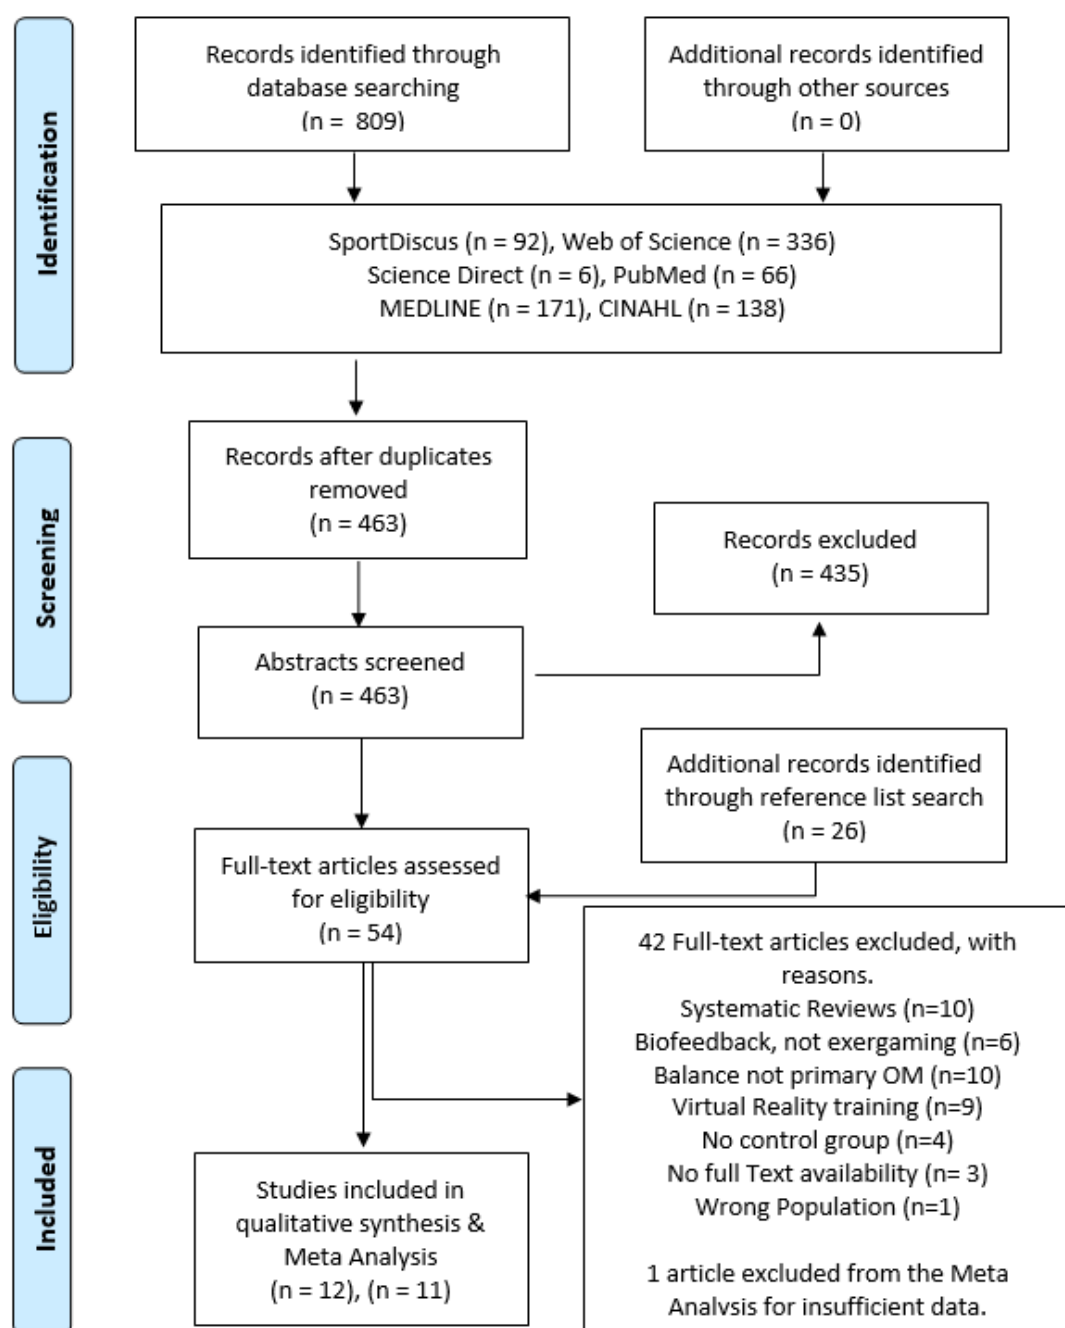 Identification
Records identified through
database searching
(n =  809)
Additional records identified
through other sources
(n = 0)
SportDiscus (n = 92), Web of Science (n = 336)
Science Direct (n = 6), PubMed (n = 66)
MEDLINE (n = 171), CINAHL (n = 138)
Screening
Records after duplicates
removed
(n = 463)
Records excluded
(n = 435)
Abstracts screened
(n = 463)
Eligibility
Additional records identified
through reference list search
(n = 26)
Full-text articles assessed
for eligibility
(n = 54)
42 Full-text articles excluded, with
reasons.
Systematic Reviews (n=10)
Biofeedback, not exergaming (n=6)
Balance not primary OM (n=10)
Virtual Reality training (n=9)
No control group (n=4)
No full Text availability (n= 3)
Wrong Population (n=1)
1 article excluded from the Meta
Analysis for insufficient data.
Included
Studies included in
qualitative synthesis &
Meta Analysis
(n = 12), (n = 11)